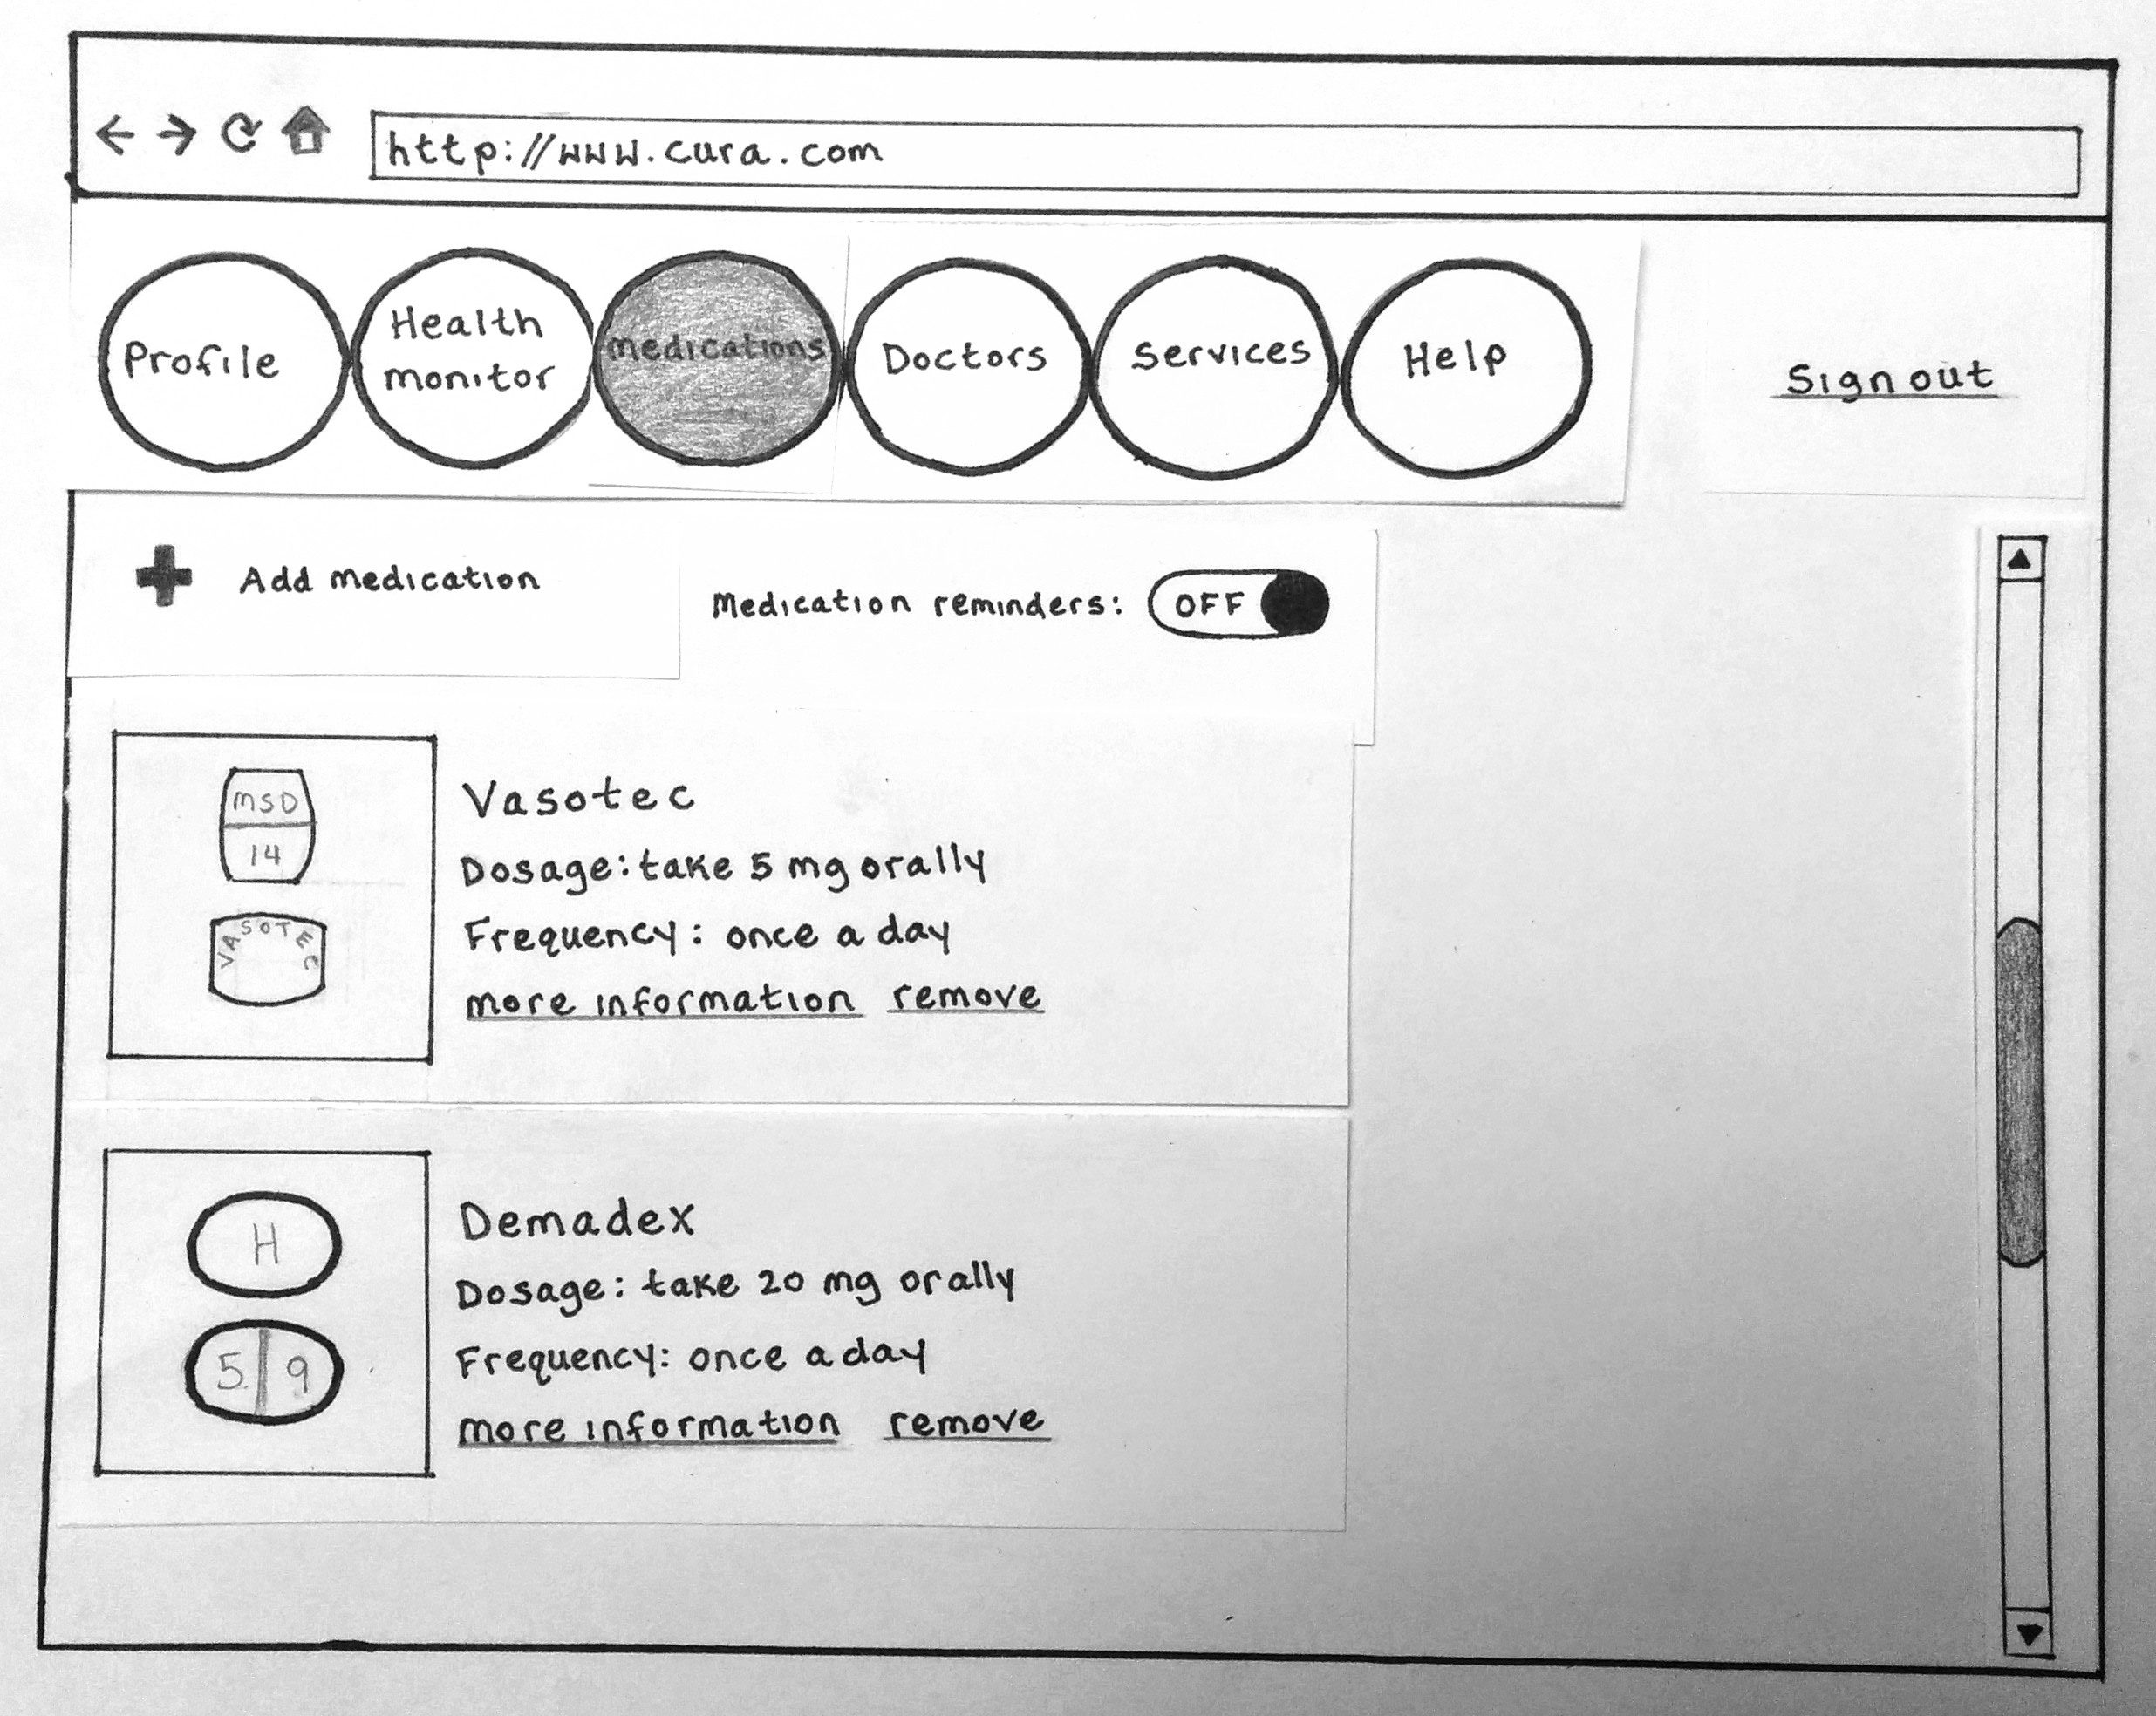 http://www.cura.com
Profile
Health
monitor
medications
Doctors
Services
Help
Sign out
Add medication
Medication reminders: OFF
MSD
14
VASOTEC
Vasotec
Dosage: take 5 mg orally
Frequency: once a day
more information remove
H
5 9
Demadex
Dosage: take 20 mg orally
Frequency: once a day
more information remove